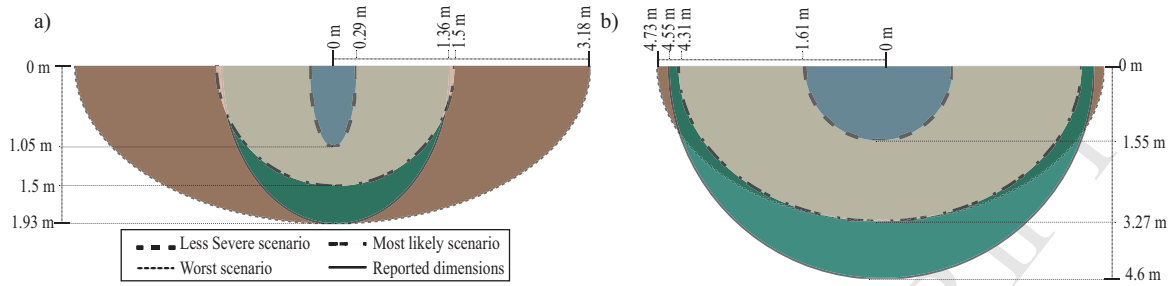 a)
0 m
0.29 m
1.36 m
1.5 m
3.18 m
0 m
1.05 m
1.5 m
1.93 m
Less Severe scenario
Most likely scenario
Worst scenario
Reported dimensions
b)
4.73 m
4.55 m
4.31 m
1.61 m
0 m
0 m
1.55 m
3.27 m
4.6 m